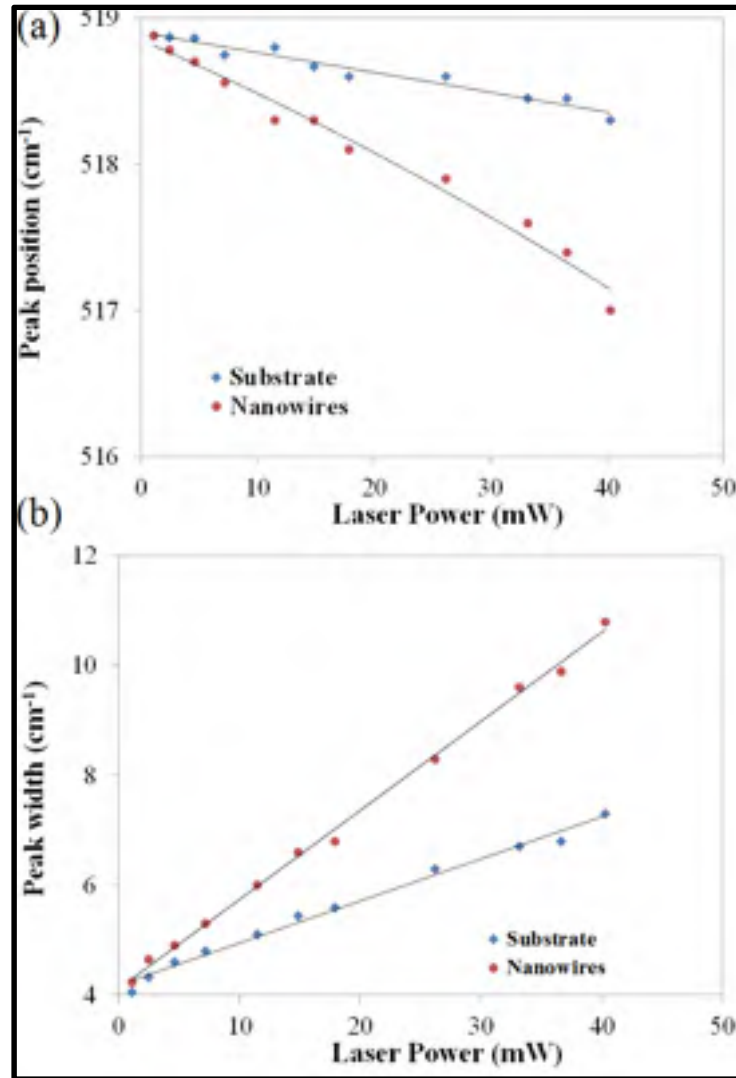 (a)
519
518
517
516
Peak position (cm-1)
Substrate
Nanowires
0 10 20 30 40 50
Laser Power (mW)
(b)
12
10
8
6
4
Peak width (cm-1)
Substrate
Nanowires
0 10 20 30 40 50
Laser Power (mW)